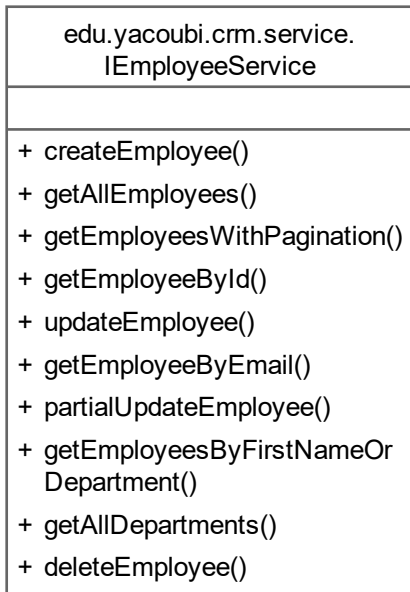 edu.yacoubi.crm.service.
IEmployeeService
+ createEmployee()
+ getAllEmployees()
+ getEmployeesWithPagination()
+ getEmployeeById()
+ updateEmployee()
+ getEmployeeByEmail()
+ partialUpdateEmployee()
+ getEmployeesByFirstNameOr
Department()
+ getAllDepartments()
+ deleteEmployee()